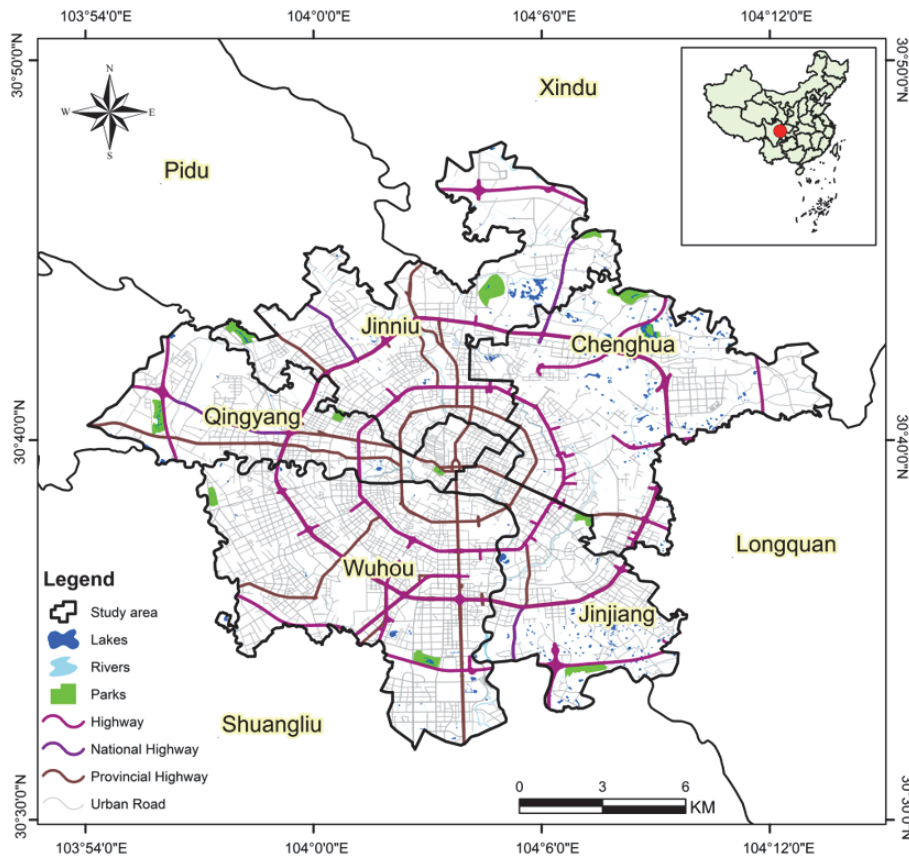 103°54'0"E 104°0'0"E 104°6'0"E 104°12'0"E
30°50'0"N
30°50'0"N
N
W
E
S
Xindu
Pidu
Jinniu
Chenghua
Qingyang
30°40'0"N
30°40'0"N
Longquan
Wuhou
Jinjiang
Shuangliu
Legend
Study area
Lakes
Rivers
Parks
Highway
National Highway
Provincial Highway
Urban Road
0 3 6
KM
30°30'0"N
30°30'0"N
103°54'0"E 104°0'0"E 104°6'0"E 104°12'0"E